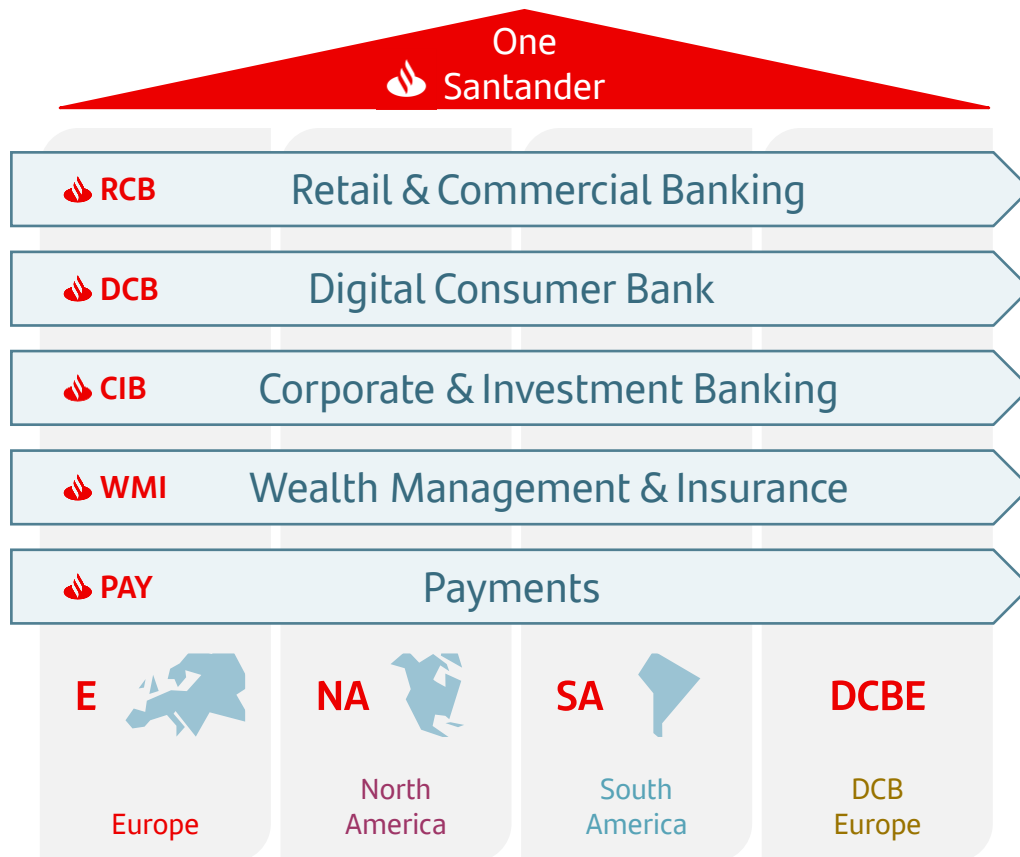 One
Santander
RCB Retail & Commercial Banking
DCB Digital Consumer Bank
CIB Corporate & Investment Banking
WMI Wealth Management & Insurance
PAY Payments
E
NA
SA
DCBE
Europe
North
America
South
America
DCB
Europe